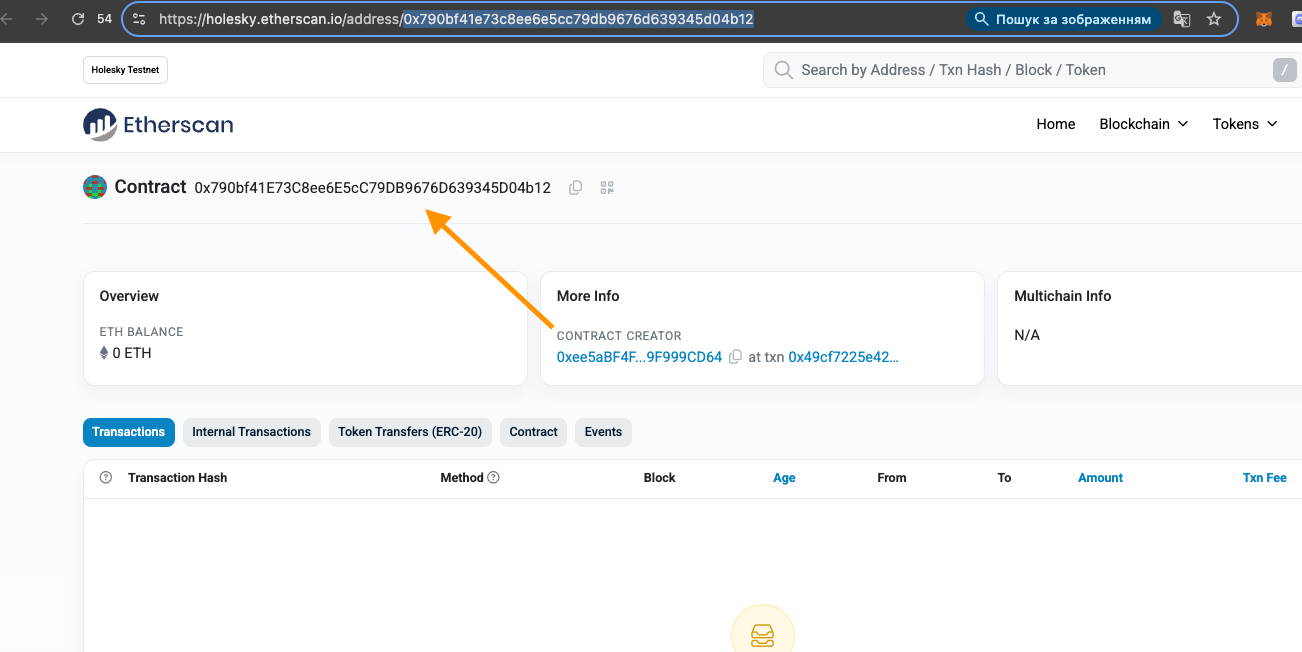 54 https://holesky.etherscan.io/address/0x790bf41e73c8ee6e5cc79db9676d639345d04b12 Пошук за зображенням
Holesky Testnet Search by Address / Txn Hash / Block / Token /
Etherscan Home Blockchain Tokens
Contract 0x790bf41E73C8ee6E5cC79DB9676D639345D04b12
Overview
ETH BALANCE
0 ETH
More Info
CONTRACT CREATOR
0xee5aBF4F...9F999CD64 at txn 0x49cf7225e42...
Multichain Info
N/A
Transactions Internal Transactions Token Transfers (ERC-20) Contract Events
Transaction Hash Method Block Age From To Amount Txn Fee